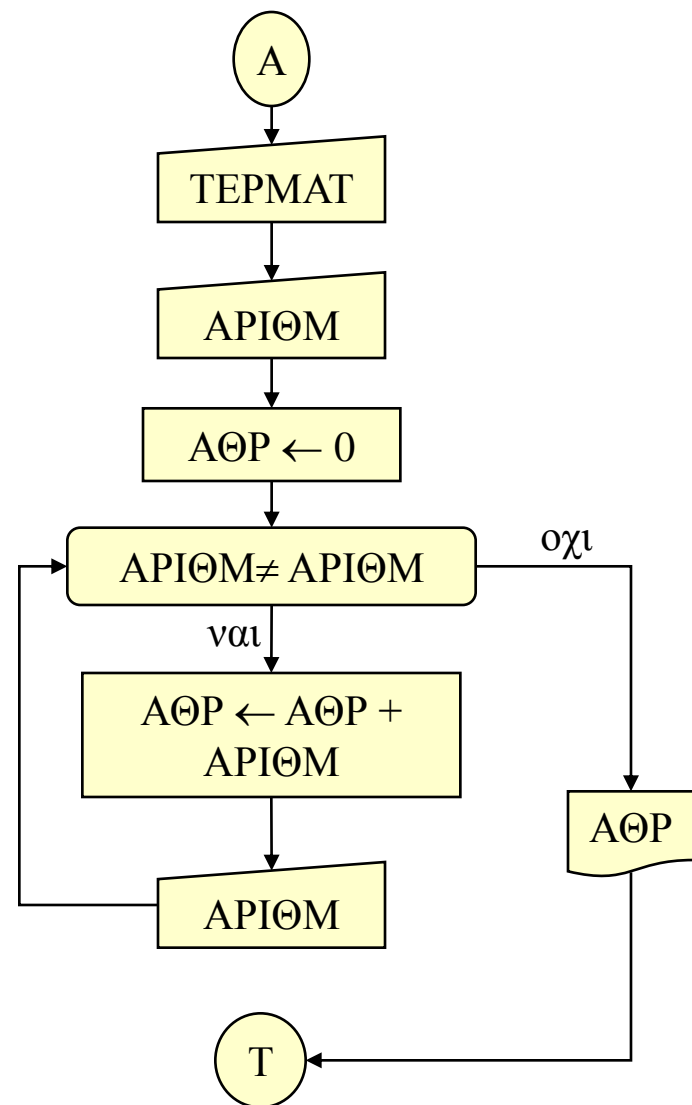 Α
ΤΕΡΜΑΤ
ΑΡΙΘΜ
ΑΘΡ ← 0
ΑΡΙΘΜ≠ ΑΡΙΘΜ
οχι
ναι
ΑΘΡ ← ΑΘΡ +
ΑΡΙΘΜ
ΑΘΡ
ΑΡΙΘΜ
Τ